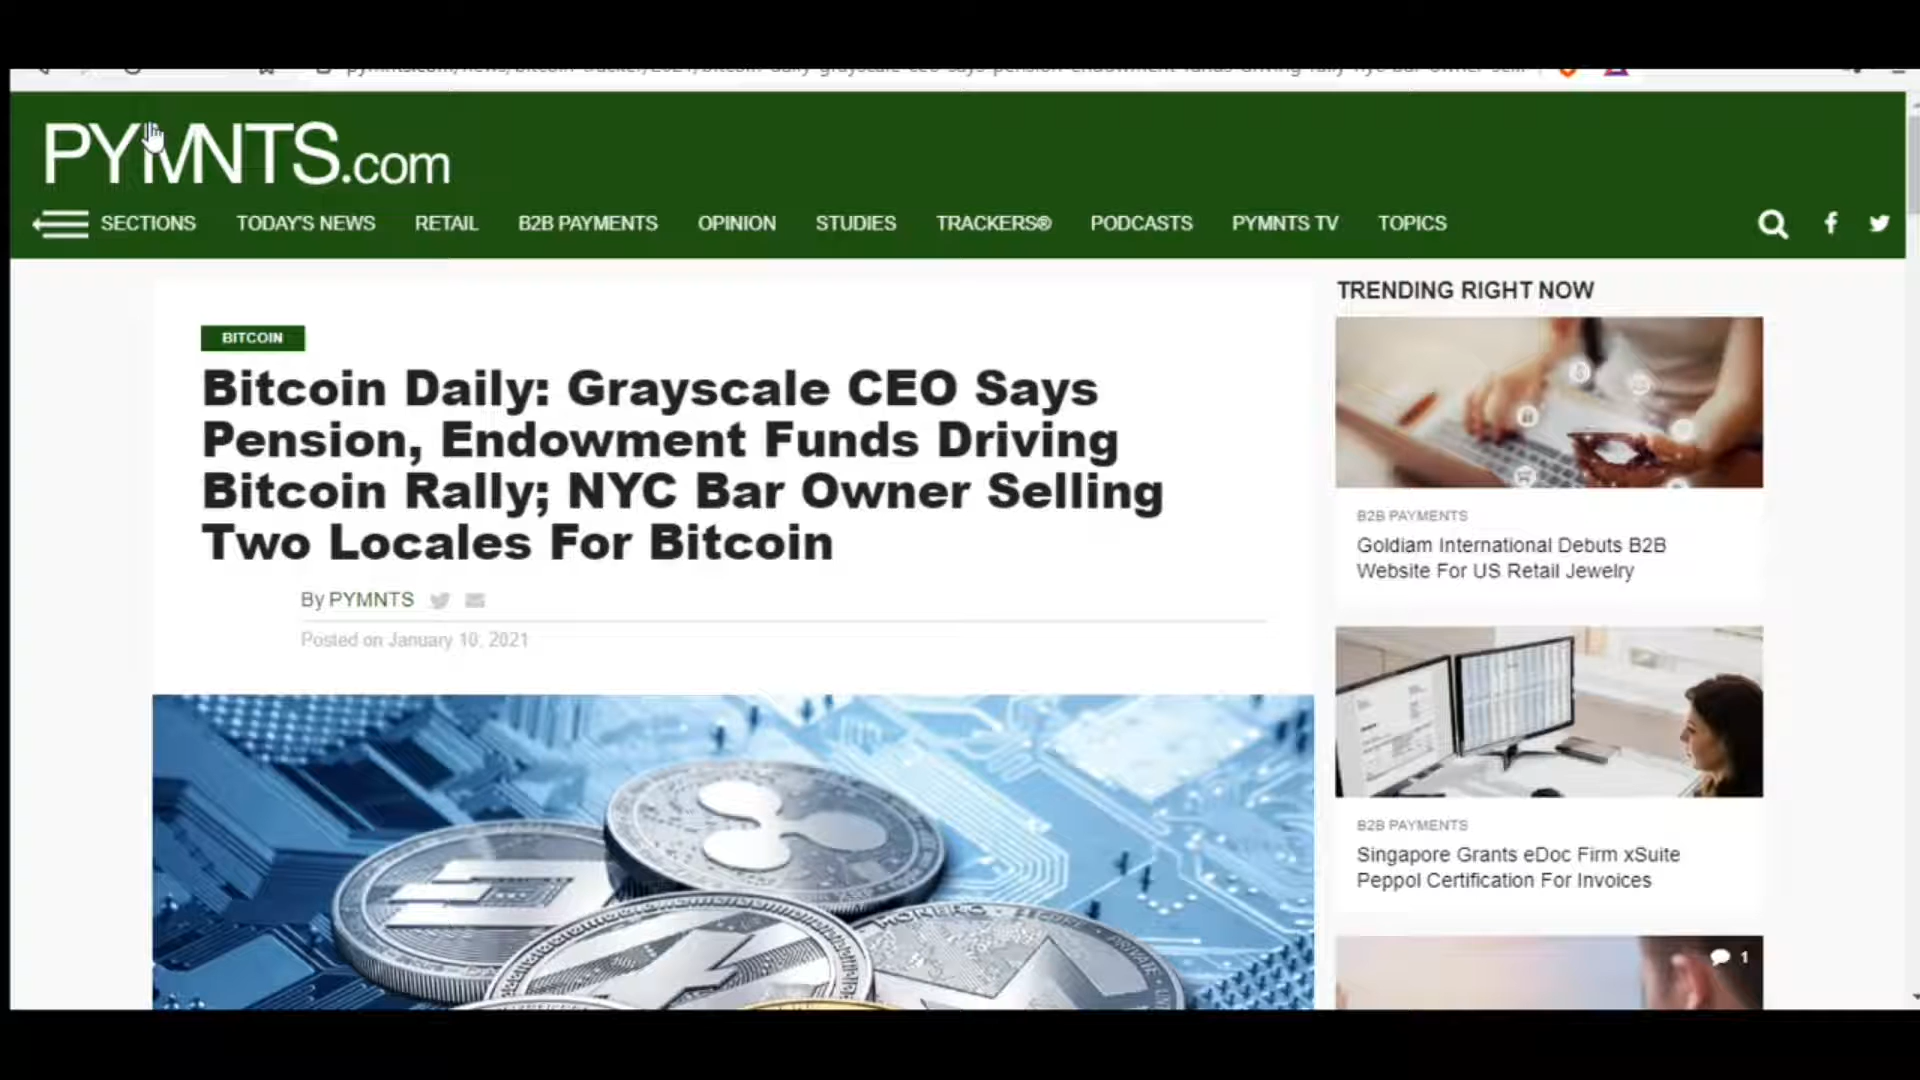 PYMNTS.com
SECTIONS TODAY'S NEWS RETAIL B2B PAYMENTS OPINION STUDIES TRACKERS® PODCASTS PYMNTS TV TOPICS
BITCOIN
Bitcoin Daily: Grayscale CEO Says
Pension, Endowment Funds Driving
Bitcoin Rally; NYC Bar Owner Selling
Two Locales For Bitcoin
By PYMNTS
Posted on January 10, 2021
MONERO
TRENDING RIGHT NOW
B2B PAYMENTS
Goldiam International Debuts B2B
Website For US Retail Jewelry
B2B PAYMENTS
Singapore Grants eDoc Firm xSuite
Peppol Certification For Invoices
1